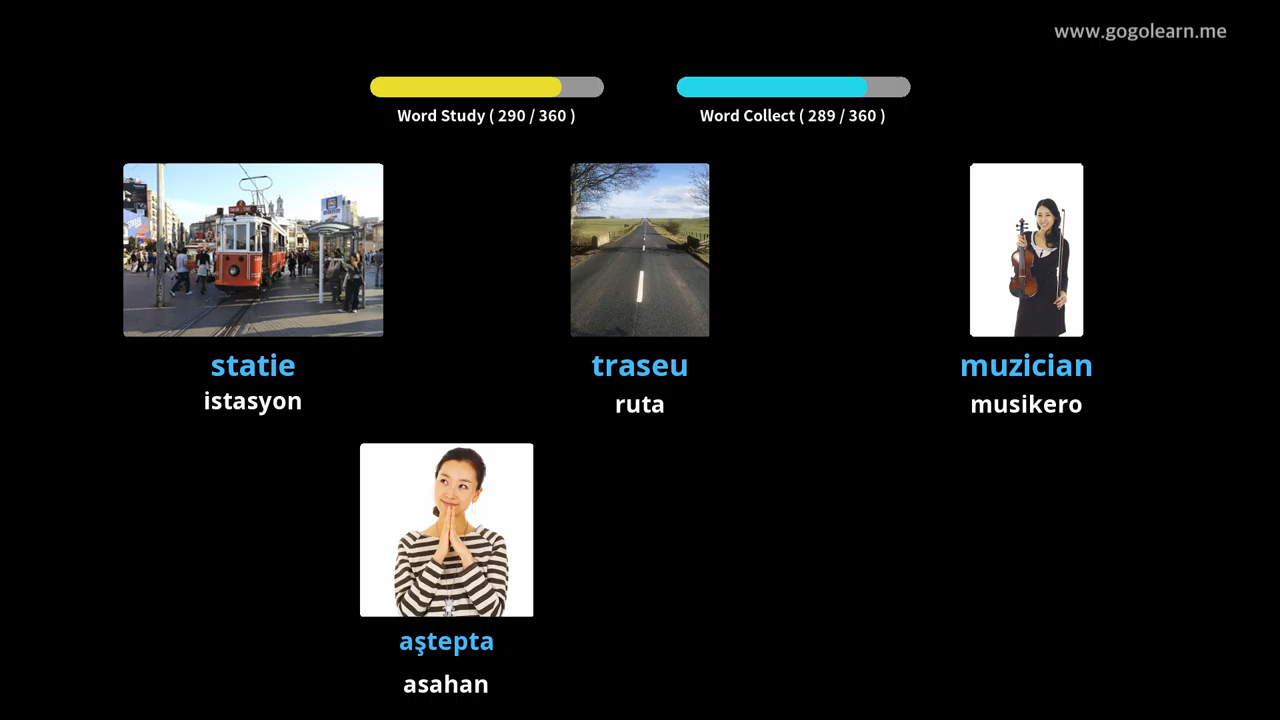 www.gogolearn.me
Word Study ( 290 / 360 )
Word Collect ( 289 / 360 )
statie
istasyon
traseu
ruta
muzician
musikero
aştepta
asahan